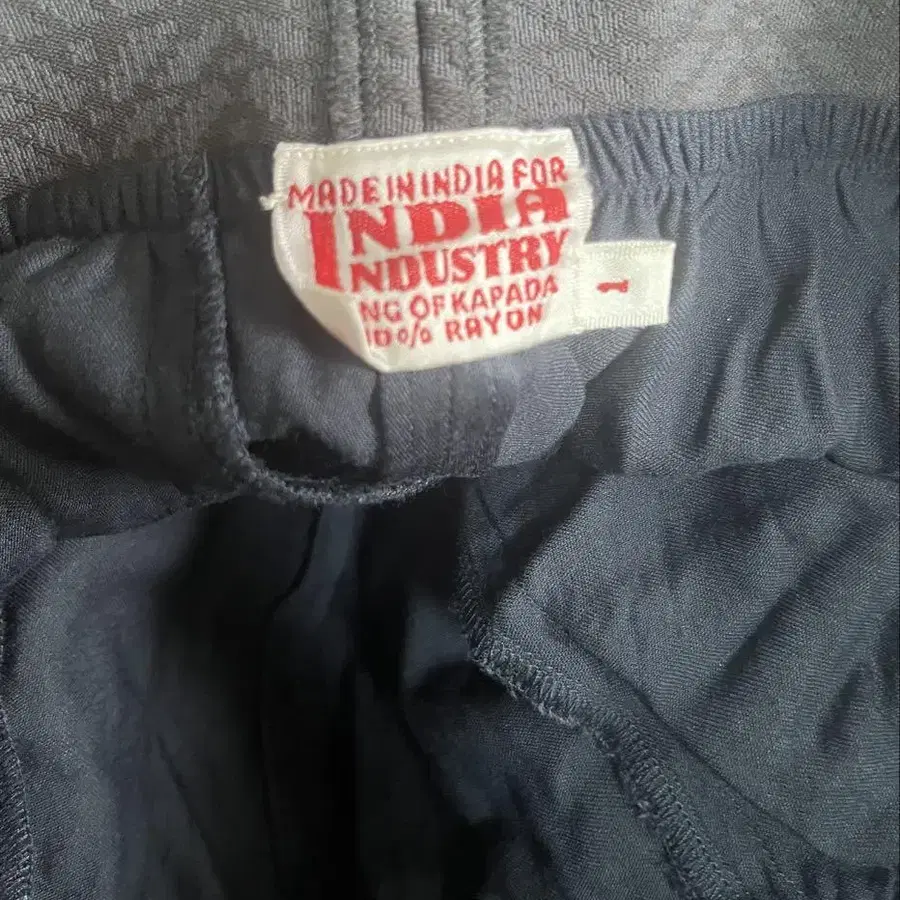 MADE IN INDIA FOR
INDIA
INDUSTRY
NG OF KAPADA
10% RAYON
1